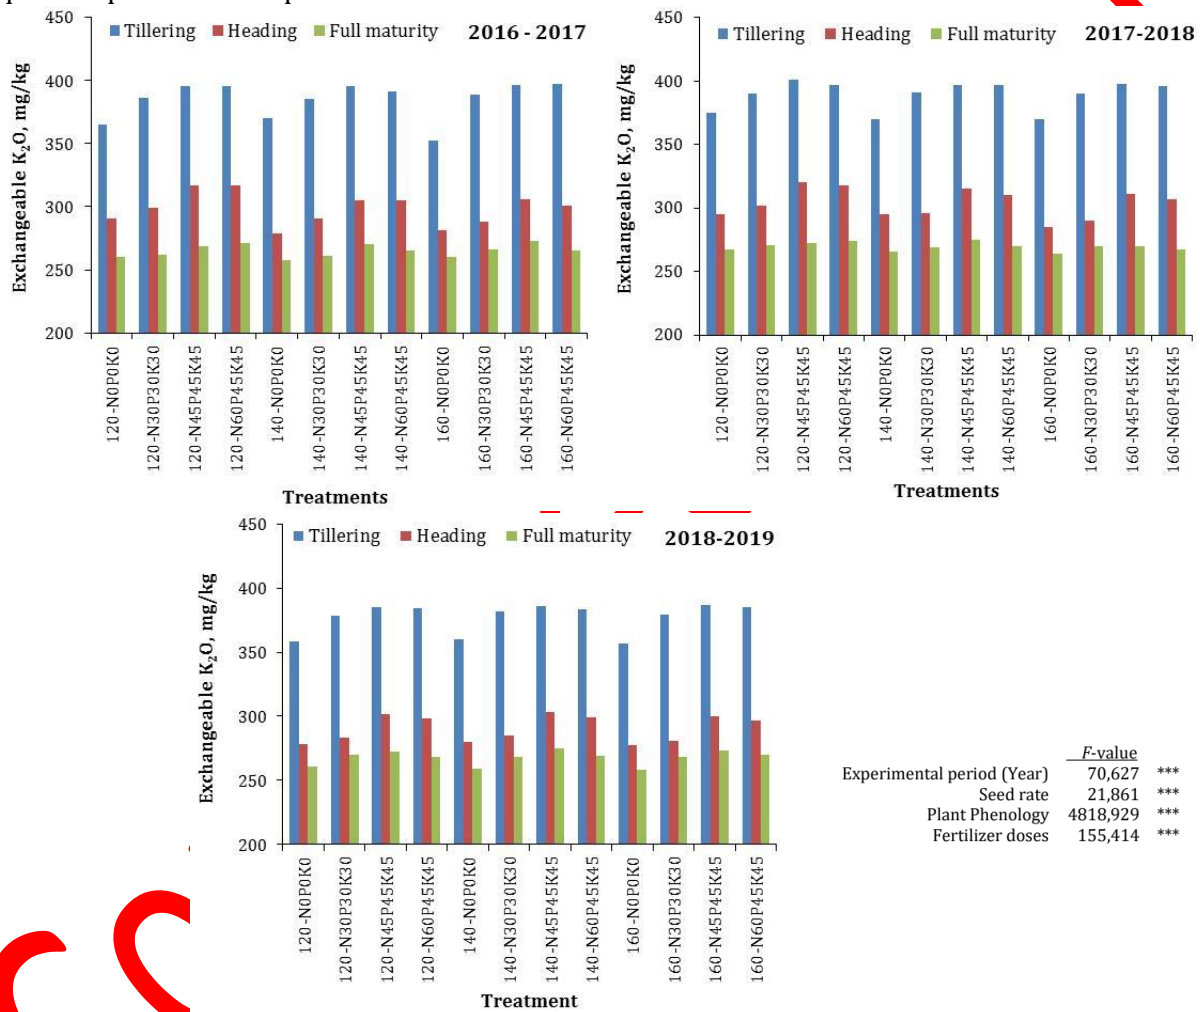 Tillering Heading Full maturity 2016 - 2017
450
400
350
300
250
200
Exchangeable K₂O, mg/kg
120-N0P0K0
120-N30P30K30
120-N45P45K45
120-N60P45K45
140-N0P0K0
140-N30P30K30
140-N45P45K45
140-N60P45K45
160-N0P0K0
160-N30P30K30
160-N45P45K45
160-N60P45K45
Treatments
Tillering Heading Full maturity 2017-2018
450
400
350
300
250
200
Exchangeable K₂O, mg/kg
120-N0P0K0
120-N30P30K30
120-N45P45K45
120-N60P45K45
140-N0P0K0
140-N30P30K30
140-N45P45K45
140-N60P45K45
160-N0P0K0
160-N30P30K30
160-N45P45K45
160-N60P45K45
Treatments
Tillering Heading Full maturity 2018-2019
450
400
350
300
250
200
Exchangeable K₂O, mg/kg
120-N0P0K0
120-N30P30K30
120-N45P45K45
120-N60P45K45
140-N0P0K0
140-N30P30K30
140-N45P45K45
140-N60P45K45
160-N0P0K0
160-N30P30K30
160-N45P45K45
160-N60P45K45
Treatment
F-value
Experimental period (Year) 70,627 ***
Seed rate 21,861 ***
Plant Phenology 4818,929 ***
Fertilizer doses 155,414 ***